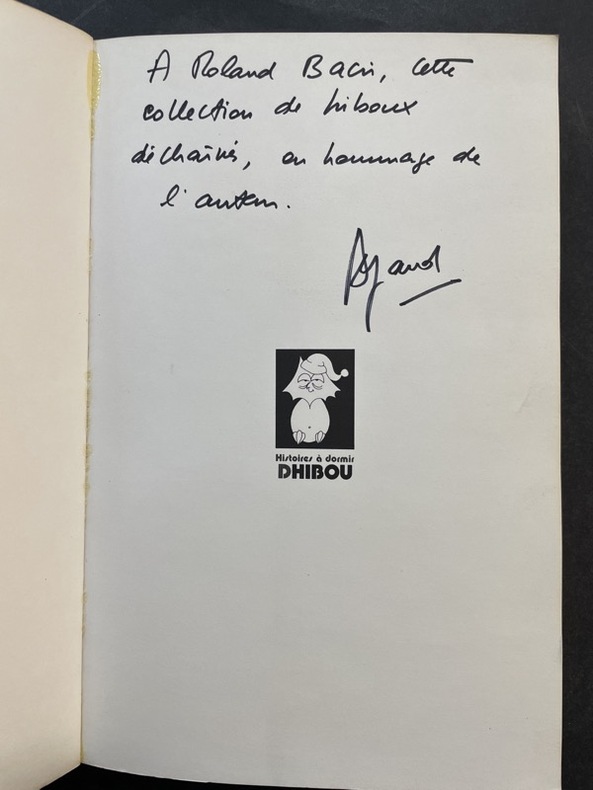 A Roland Bacri, cette
collection de hiboux
déchaînés, en hommage de
l'auteur.
Histoires à dormir
DHIBOU